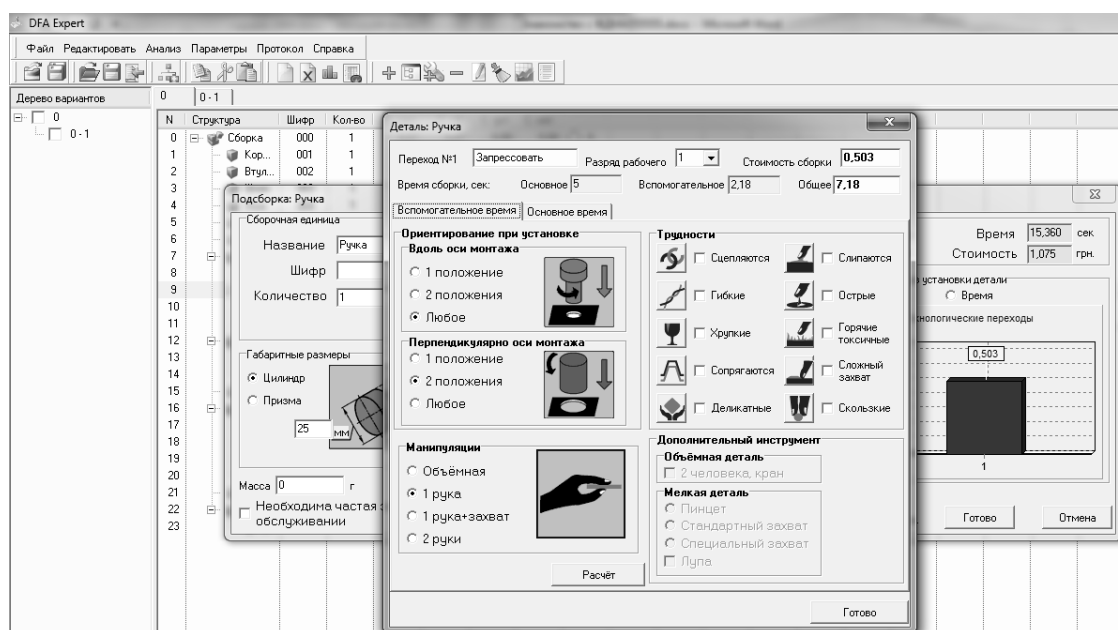 DFA Expert
Файл Редактировать Анализ Параметры Протокол Справка
Дерево вариантов
0
0 - 1
0
0 - 1
N Структура Шифр Кол-во
0 Сборка 000 1
1 Кор... 001 1
2 Втул... 002 1
3
4
5
6
7
8
9
10
11
12
13
14
15
16
17
18
19
20
21
22
23
Подсборка: Ручка
Сборочная единица
Название Ручка
Шифр
Количество 1
Габаритные размеры
Цилиндр
Призма
25 мм
Масса 0 г
Необходима частая
обслуживании
Время 15,360 сек
Стоимость 1,075 грн.
установки детали
Время
нологические переходы
0,503
1
Готово Отмена
Деталь: Ручка
Переход №1 Запрессовать Разряд рабочего 1 Стоимость сборки 0,503
Время сборки, сек: Основное 5 Вспомогательное 2,18 Общее 7,18
Вспомогательное время Основное время
Ориентирование при установке
Вдоль оси монтажа
1 положение
2 положения
Любое
Перпендикулярно оси монтажа
1 положение
2 положения
Любое
Манипуляции
Объёмная
1 рука
1 рука+захват
2 руки
Расчёт
Трудности
Сцепляются Слипаются
Гибкие Острые
Хрупкие Горячие токсичные
Сопрягаются Сложный захват
Деликатные Скользкие
Дополнительный инструмент
Объёмная деталь
2 человека, кран
Мелкая деталь
Пинцет
Стандартный захват
Специальный захват
Лупа
Готово